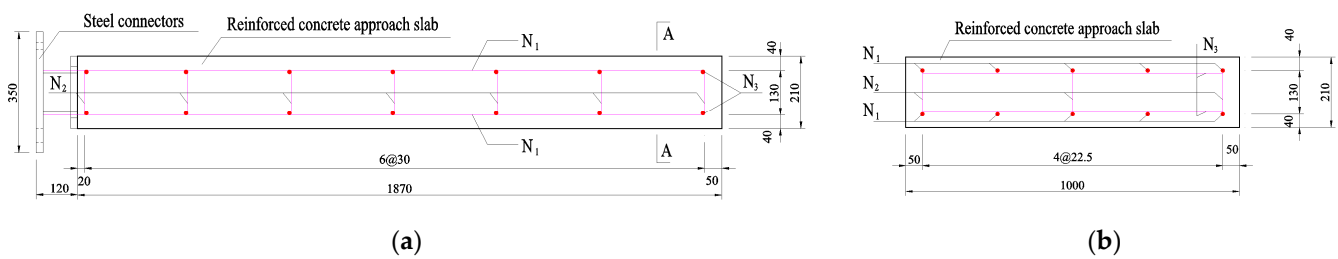 Steel connectors
Reinforced concrete approach slab
N1
A
40
350
N2
N3
130
210
N1
A
40
6@30
20
50
120
1870
(a)
Reinforced concrete approach slab
N3
40
N1
N2
130
210
N1
40
50
4@22.5
50
1000
(b)